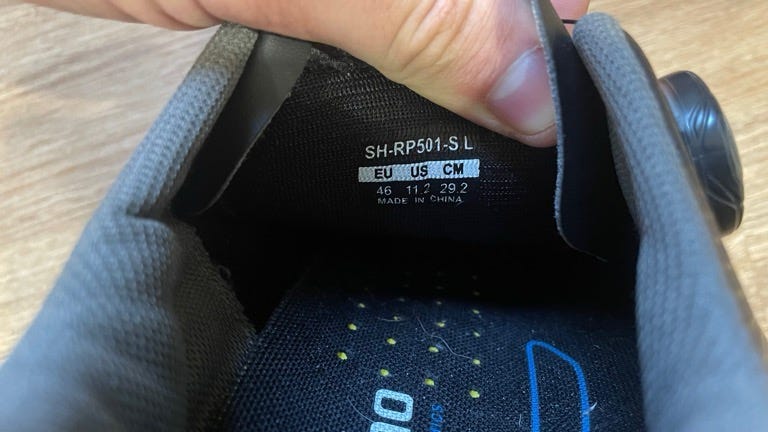 SH-RP501-S L
EU US CM
46 11.2 29.2
MADE IN CHINA